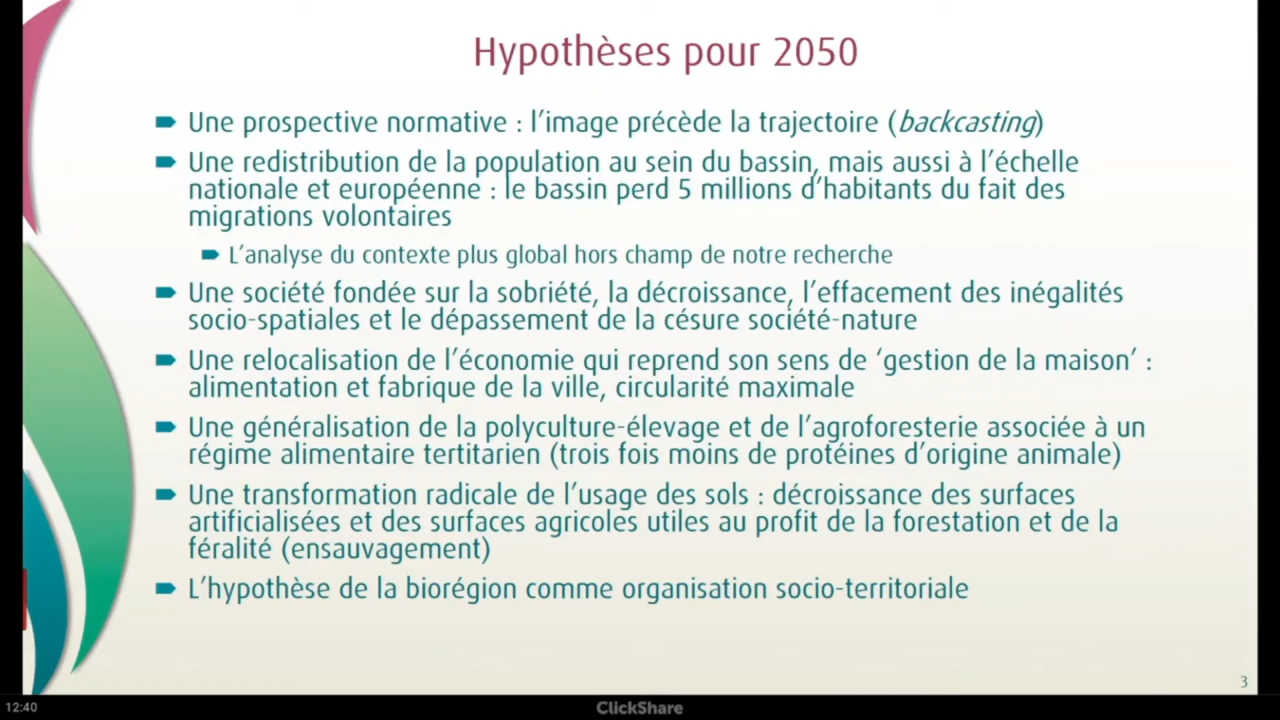 Hypothèses pour 2050
Une prospective normative : l'image précède la trajectoire (backcasting)
Une redistribution de la population au sein du bassin, mais aussi à l'échelle
nationale et européenne : le bassin perd 5 millions d'habitants du fait des
migrations volontaires
L'analyse du contexte plus global hors champ de notre recherche
Une société fondée sur la sobriété, la décroissance, l'effacement des inégalités
socio-spatiales et le dépassement de la césure société-nature
Une relocalisation de l'économie qui reprend son sens de ‘gestion de la maison’ :
alimentation et fabrique de la ville, circularité maximale
Une généralisation de la polyculture-élevage et de l'agroforesterie associée à un
régime alimentaire tertitarien (trois fois moins de protéines d'origine animale)
Une transformation radicale de l'usage des sols : décroissance des surfaces
artificialisées et des surfaces agricoles utiles au profit de la forestation et de la
féralité (ensauvagement)
L'hypothèse de la biorégion comme organisation socio-territoriale
3
12:40
ClickShare